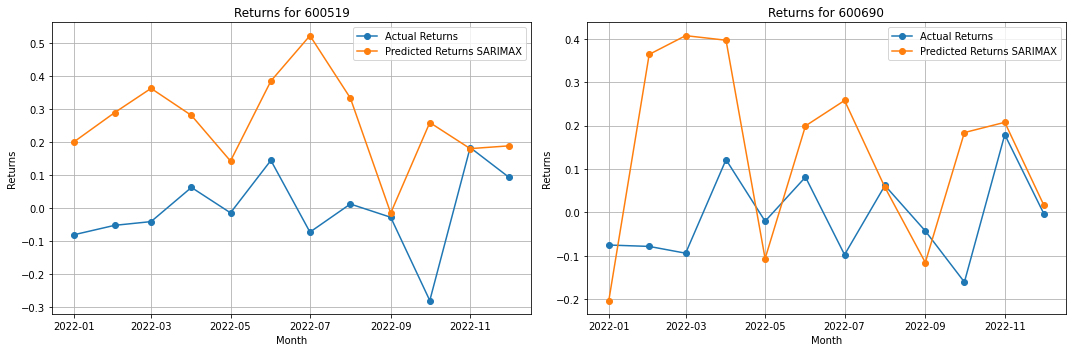 Returns for 600519
Actual Returns
Predicted Returns SARIMAX
Returns
0.5
0.4
0.3
0.2
0.1
0.0
−0.1
−0.2
−0.3
2022-01 2022-03 2022-05 2022-07 2022-09 2022-11
Month
Returns for 600690
Actual Returns
Predicted Returns SARIMAX
Returns
0.4
0.3
0.2
0.1
0.0
−0.1
−0.2
2022-01 2022-03 2022-05 2022-07 2022-09 2022-11
Month